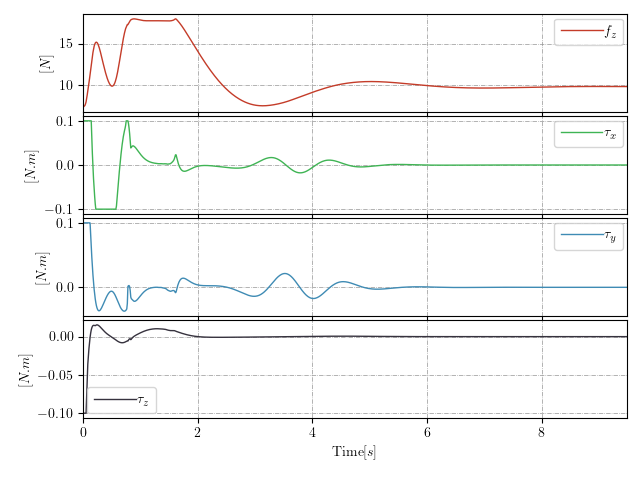 15
10
[N]
f_z
0.1
0.0
−0.1
[N.m]
τ_x
0.1
0.0
[N.m]
τ_y
0.00
−0.05
−0.10
[N.m]
τ_z
0 2 4 6 8
Time[s]